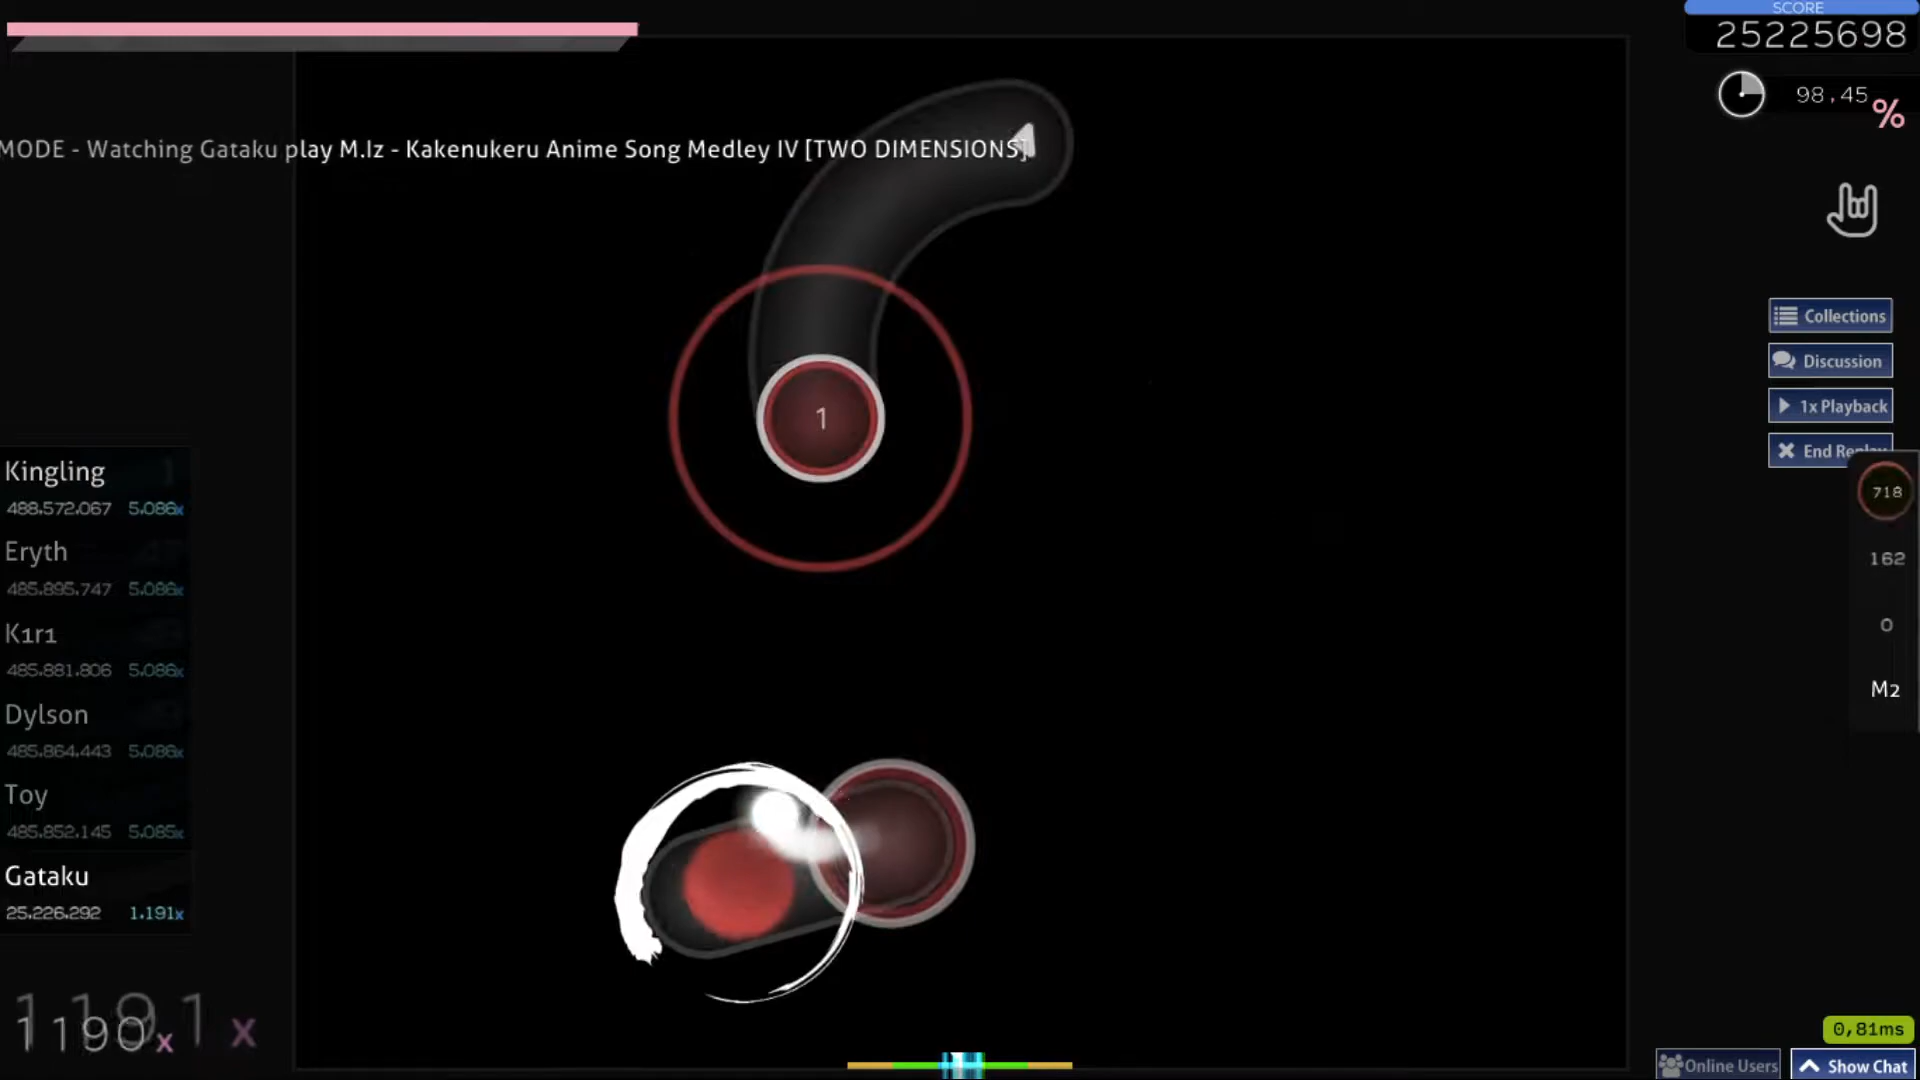 SCORE
25225698
98.45%
MODE - Watching Gataku play M.Iz - Kakenukeru Anime Song Medley IV [TWO DIMENSIONS]
Collections
Discussion
1x Playback
End Replay
1
Kingling
488.572.067 5.086x
Eryth
485.895.747 5.086x
K1r1
485.881.806 5.086x
Dylson
485.864.443 5.086x
Toy
485.852.145 5.085x
Gataku
25.226.292 1.191x
718
162
0
M2
1190x
0,81ms
Online Users
Show Chat